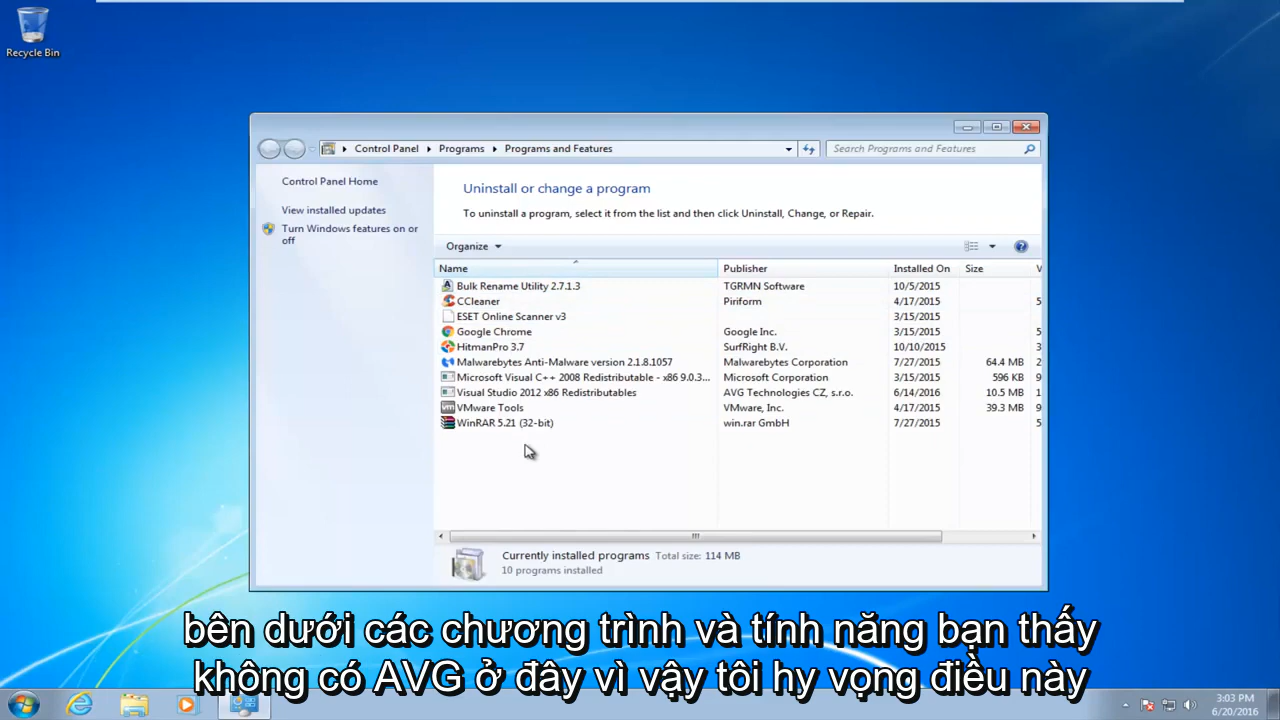 Recycle Bin
Control Panel Programs Programs and Features
Search Programs and Features
Control Panel Home
View installed updates
Turn Windows features on or
off
Uninstall or change a program
To uninstall a program, select it from the list and then click Uninstall, Change, or Repair.
Organize
Name Publisher Installed On Size V
Bulk Rename Utility 2.7.1.3 TGRMN Software 10/5/2015
CCleaner Piriform 4/17/2015 5
ESET Online Scanner v3 3/15/2015
Google Chrome Google Inc. 3/15/2015 5
HitmanPro 3.7 SurfRight B.V. 10/10/2015 3
Malwarebytes Anti-Malware version 2.1.8.1057 Malwarebytes Corporation 7/27/2015 64.4 MB 2
Microsoft Visual C++ 2008 Redistributable - x86 9.0.3... Microsoft Corporation 3/15/2015 596 KB 9
Visual Studio 2012 x86 Redistributables AVG Technologies CZ, s.r.o. 6/14/2016 10.5 MB 1
VMware Tools VMware, Inc. 4/17/2015 39.3 MB 9
WinRAR 5.21 (32-bit) win.rar GmbH 7/27/2015 5
Currently installed programs Total size: 114 MB
10 programs installed
bên dưới các chương trình và tính năng bạn thấy
không có AVG ở đây vì vậy tôi hy vọng điều này
3:03 PM
6/20/2016